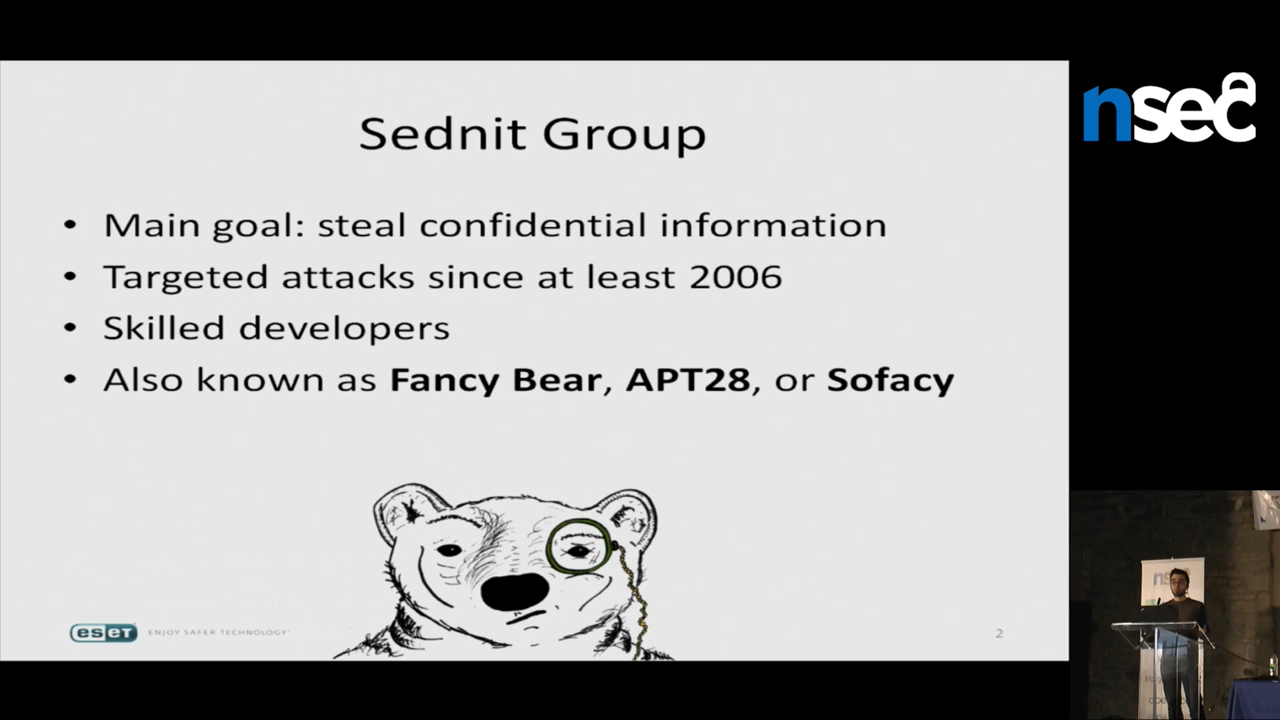 Sednit Group
• Main goal: steal confidential information
• Targeted attacks since at least 2006
• Skilled developers
• Also known as Fancy Bear, APT28, or Sofacy
eset ENJOY SAFER TECHNOLOGY™
2
nsec